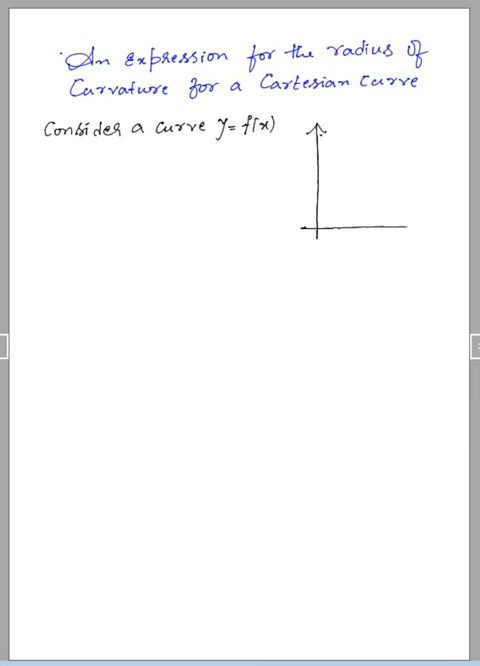 An expression for the radius of
Curvature for a Cartesian Curve
Consider a curve y = f(x)